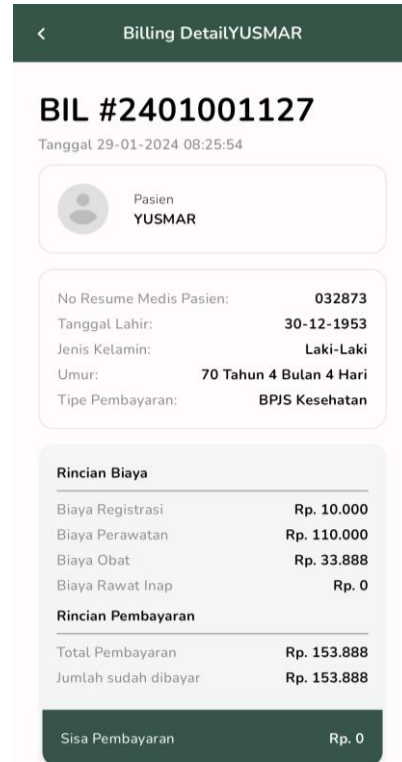 Billing DetailYUSMAR
BIL #2401001127
Tanggal 29-01-2024 08:25:54
Pasien
YUSMAR
No Resume Medis Pasien: 032873
Tanggal Lahir: 30-12-1953
Jenis Kelamin: Laki-Laki
Umur: 70 Tahun 4 Bulan 4 Hari
Tipe Pembayaran: BPJS Kesehatan
Rincian Biaya
Biaya Registrasi Rp. 10.000
Biaya Perawatan Rp. 110.000
Biaya Obat Rp. 33.888
Biaya Rawat Inap Rp. 0
Rincian Pembayaran
Total Pembayaran Rp. 153.888
Jumlah sudah dibayar Rp. 153.888
Sisa Pembayaran Rp. 0